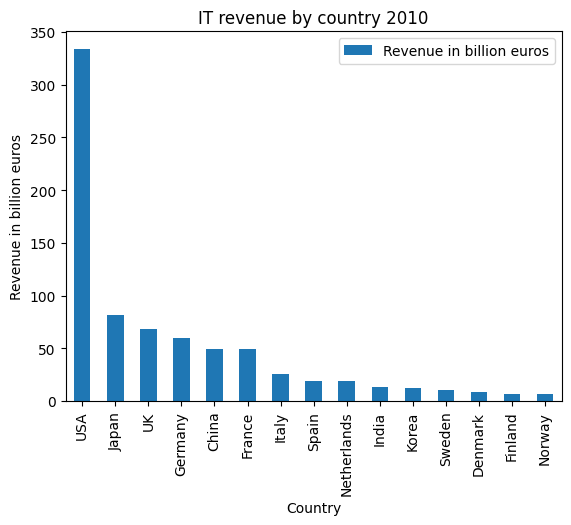 IT revenue by country 2010
Revenue in billion euros
Revenue in billion euros
350
300
250
200
150
100
50
0
USA
Japan
UK
Germany
China
France
Italy
Spain
Netherlands
India
Korea
Sweden
Denmark
Finland
Norway
Country